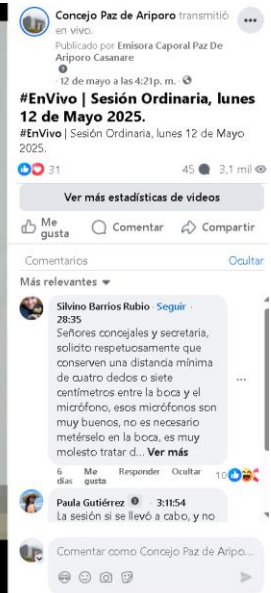 Concejo Paz de Ariporo transmitió
en vivo.
Publicado por Emisora Caporal Paz De
Ariporo Casanare
· 12 de mayo a las 4:21p. m. ·
#EnVivo | Sesión Ordinaria, lunes
12 de Mayo 2025.
#EnVivo | Sesión Ordinaria, lunes 12 de Mayo
2025.
31 45 3,1 mil
Ver más estadísticas de videos
Me gusta Comentar Compartir
Comentarios Ocultar
Más relevantes
Silvino Barrios Rubio · Seguir ·
28:35
Señores concejales y secretaria,
solicito respetuosamente que
conserven una distancia mínima
de cuatro dedos o siete
centímetros entre la boca y el
micrófono, esos micrófonos son
muy buenos, no es necesario
metérselo en la boca, es muy
molesto tratar d... Ver más
6 días Me gusta Responder Ocultar 10
Paula Gutiérrez · 3:11:54
La sesión si se llevó a cabo, y no
Comentar como Concejo Paz de Aripo...